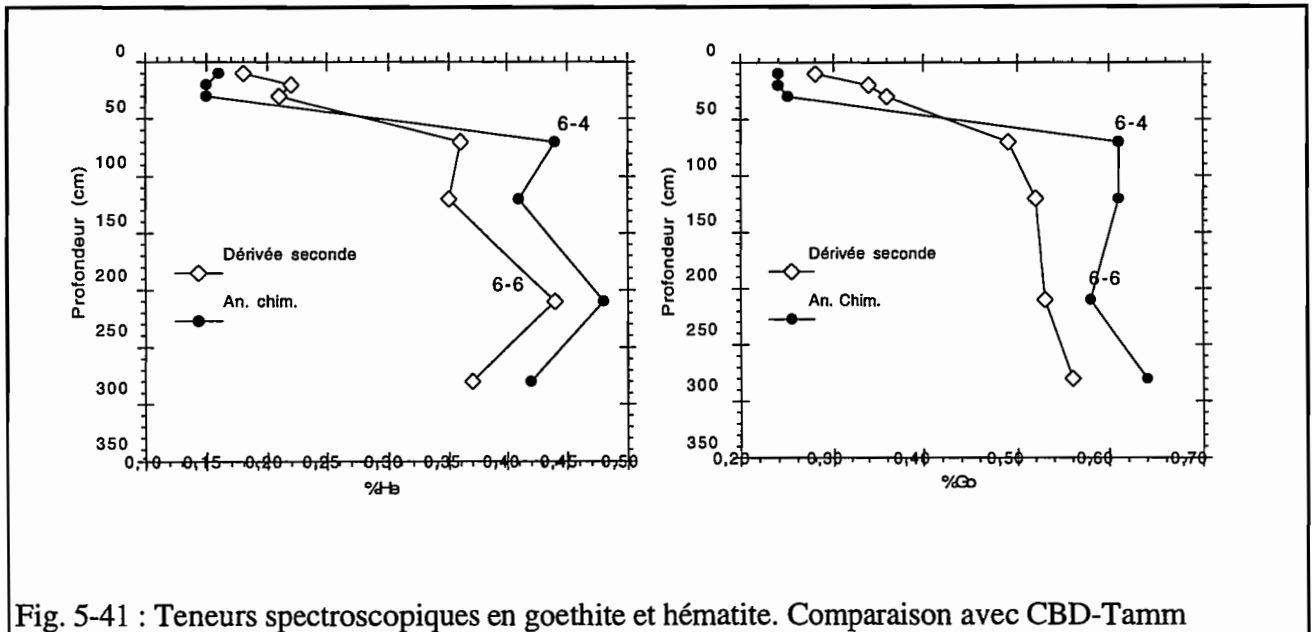 0
50
100
150
200
250
300
350
Profondeur (cm)
6-4
6-6
Dérivée seconde
An. chim.
0,10 0,15 0,20 0,25 0,30 0,35 0,40 0,45 0,50
%He
0
50
100
150
200
250
300
350
Profondeur (cm)
6-4
6-6
Dérivée seconde
An. Chim.
0,20 0,30 0,40 0,50 0,60 0,70
%Go
Fig. 5-41 : Teneurs spectroscopiques en goethite et hématite. Comparaison avec CBD-Tamm